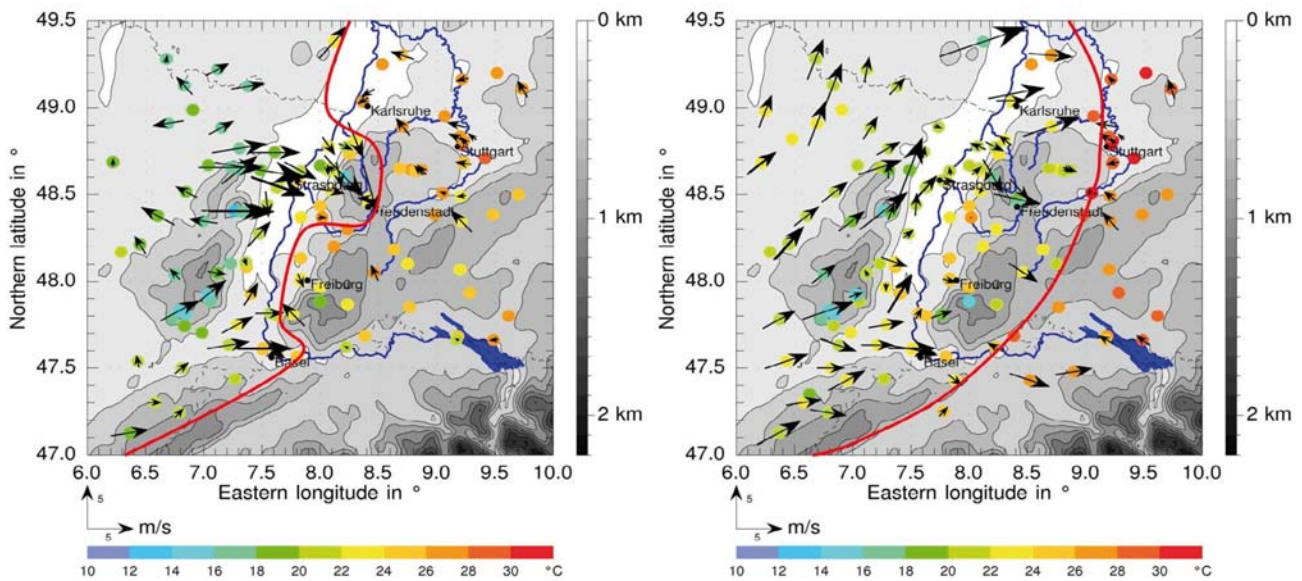 49.5
49.0
48.5
48.0
47.5
47.0
Northern latitude in °
6.0 6.5 7.0 7.5 8.0 8.5 9.0 9.5 10.0
Eastern longitude in °
0 km
1 km
2 km
Karlsruhe
Stuttgart
Strasbourg
Freudenstadt
Freiburg
Basel
5
5 m/s
10 12 14 16 18 20 22 24 26 28 30 °C
49.5
49.0
48.5
48.0
47.5
47.0
Northern latitude in °
6.0 6.5 7.0 7.5 8.0 8.5 9.0 9.5 10.0
Eastern longitude in °
0 km
1 km
2 km
Karlsruhe
Stuttgart
Strasbourg
Freudenstadt
Freiburg
Basel
5
5 m/s
10 12 14 16 18 20 22 24 26 28 30 °C